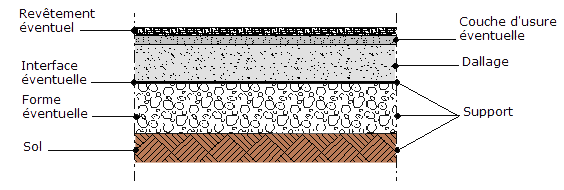 Revêtement
éventuel
Couche d'usure
éventuelle
Interface
éventuelle
Dallage
Forme
éventuelle
Support
Sol